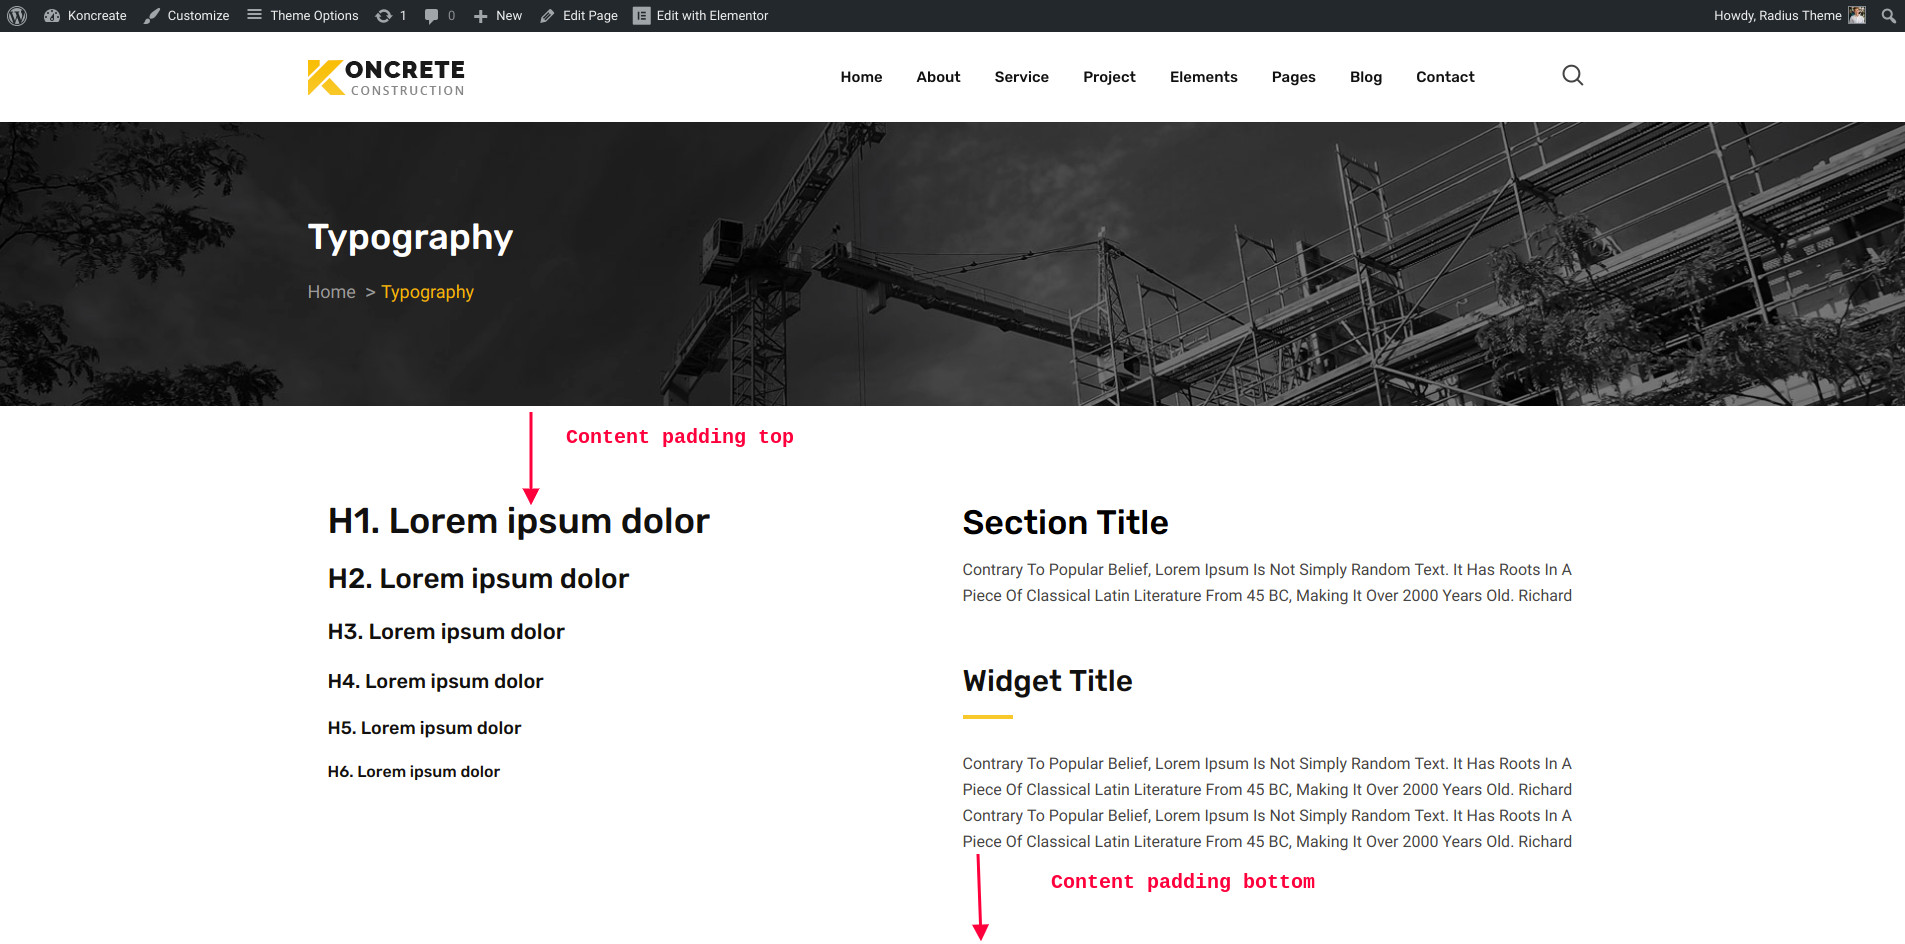 Koncreate Customize Theme Options 1 0 New Edit Page Edit with Elementor Howdy, Radius Theme
KONCRETE
CONSTRUCTION
Home About Service Project Elements Pages Blog Contact
Typography
Home > Typography
Content padding top
H1. Lorem ipsum dolor
H2. Lorem ipsum dolor
H3. Lorem ipsum dolor
H4. Lorem ipsum dolor
H5. Lorem ipsum dolor
H6. Lorem ipsum dolor
Section Title
Contrary To Popular Belief, Lorem Ipsum Is Not Simply Random Text. It Has Roots In A
Piece Of Classical Latin Literature From 45 BC, Making It Over 2000 Years Old. Richard
Widget Title
Contrary To Popular Belief, Lorem Ipsum Is Not Simply Random Text. It Has Roots In A
Piece Of Classical Latin Literature From 45 BC, Making It Over 2000 Years Old. Richard
Contrary To Popular Belief, Lorem Ipsum Is Not Simply Random Text. It Has Roots In A
Piece Of Classical Latin Literature From 45 BC, Making It Over 2000 Years Old. Richard
Content padding bottom